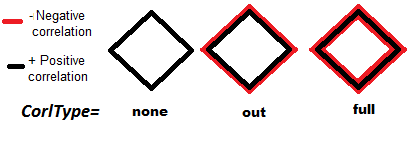 - Negative
correlation
+ Positive
correlation
CorlType= none out full